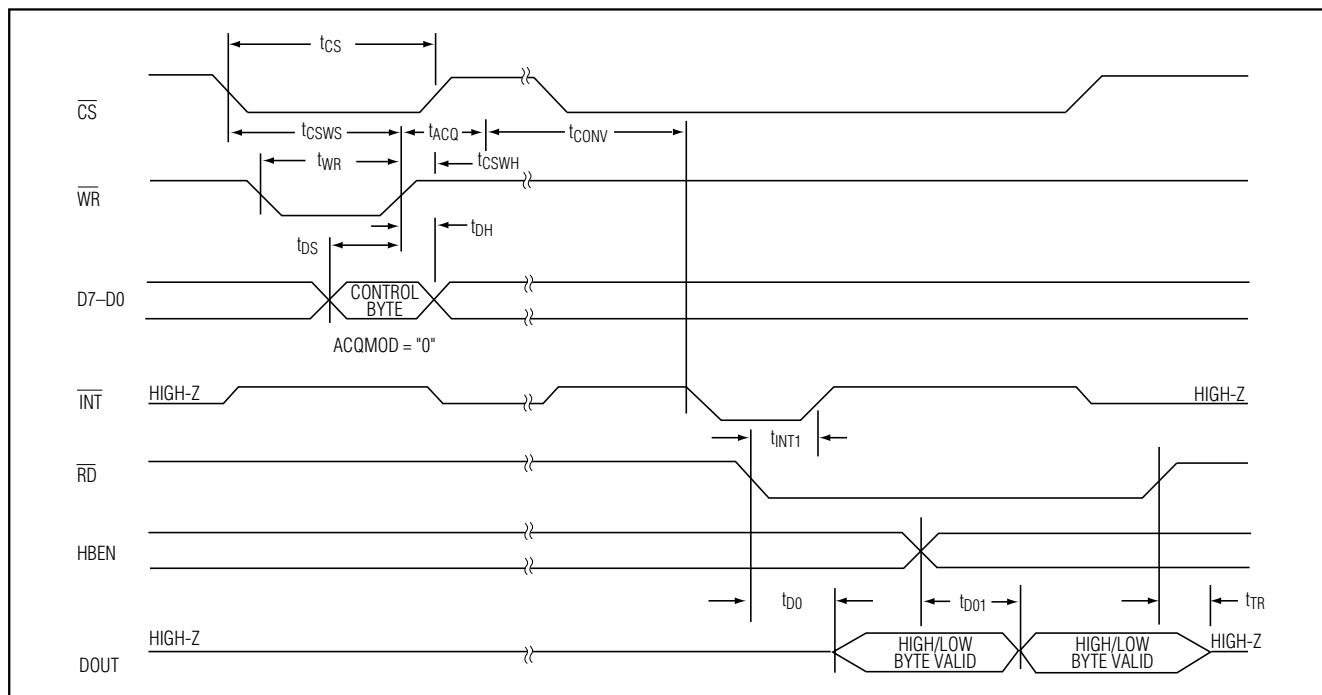 tCS
CS
tCSWS
tACQ
tCONV
tWR
tCSWH
WR
tDS
tDH
D7–D0
CONTROL
BYTE
ACQMOD = "0"
INT
HIGH-Z
HIGH-Z
tINT1
RD
HBEN
tD0
tD01
tTR
DOUT
HIGH-Z
HIGH/LOW
BYTE VALID
HIGH/LOW
BYTE VALID
HIGH-Z